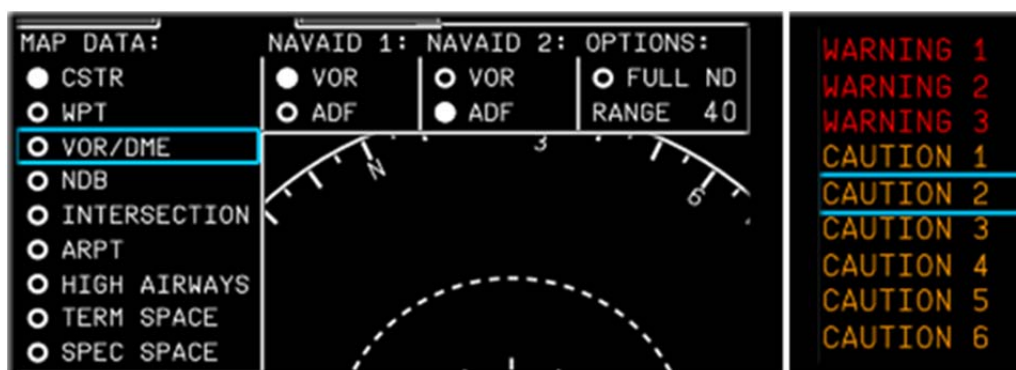 MAP DATA:
CSTR
WPT
VOR/DME
NDB
INTERSECTION
ARPT
HIGH AIRWAYS
TERM SPACE
SPEC SPACE
NAVAID 1:
VOR
ADF
NAVAID 2:
VOR
ADF
OPTIONS:
FULL ND
RANGE 40
N
3
6
WARNING 1
WARNING 2
WARNING 3
CAUTION 1
CAUTION 2
CAUTION 3
CAUTION 4
CAUTION 5
CAUTION 6